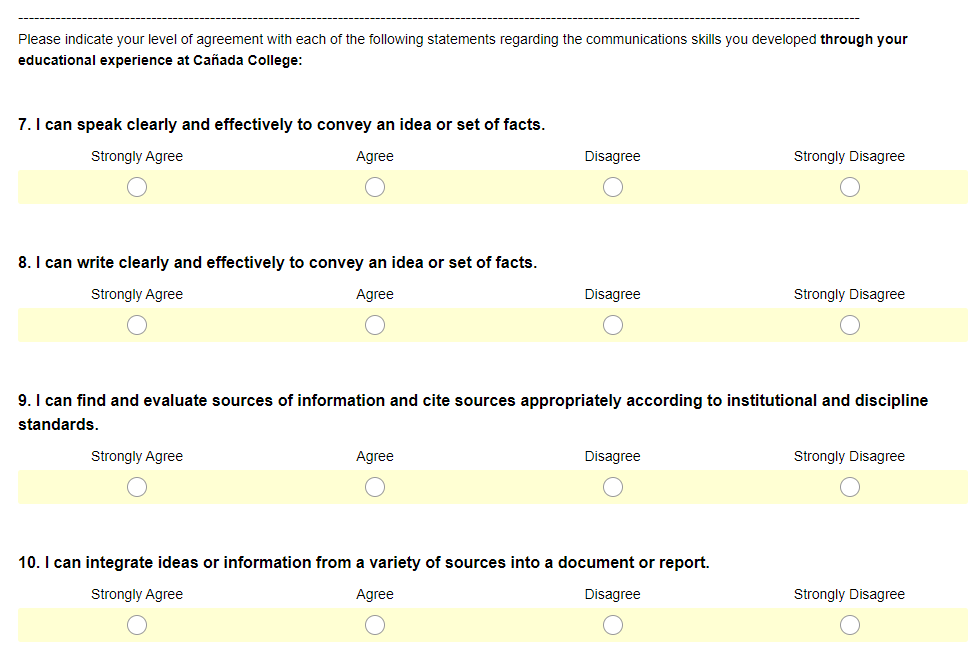 Please indicate your level of agreement with each of the following statements regarding the communications skills you developed through your
educational experience at Cañada College:
7. I can speak clearly and effectively to convey an idea or set of facts.
Strongly Agree Agree Disagree Strongly Disagree
8. I can write clearly and effectively to convey an idea or set of facts.
Strongly Agree Agree Disagree Strongly Disagree
9. I can find and evaluate sources of information and cite sources appropriately according to institutional and discipline
standards.
Strongly Agree Agree Disagree Strongly Disagree
10. I can integrate ideas or information from a variety of sources into a document or report.
Strongly Agree Agree Disagree Strongly Disagree